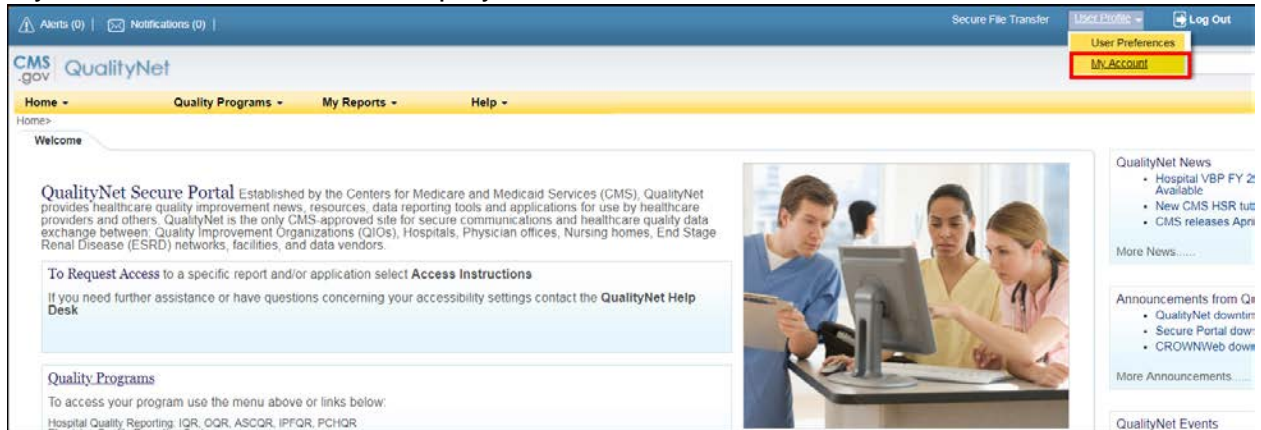 Alerts (0) | Notifications (0) |
Secure File Transfer User Profile Log Out
User Preferences
My Account
CMS
.gov QualityNet
Home Quality Programs My Reports Help
Home>
Welcome
QualityNet Secure Portal Established by the Centers for Medicare and Medicaid Services (CMS), QualityNet
provides healthcare quality improvement news, resources, data reporting tools and applications for use by healthcare
providers and others. QualityNet is the only CMS-approved site for secure communications and healthcare quality data
exchange between: Quality Improvement Organizations (QIOs), Hospitals, Physician offices, Nursing homes, End Stage
Renal Disease (ESRD) networks, facilities, and data vendors.
To Request Access to a specific report and/or application select Access Instructions
If you need further assistance or have questions concerning your accessibility settings contact the QualityNet Help
Desk
Quality Programs
To access your program use the menu above or links below:
Hospital Quality Reporting: IQR, OQR, ASCQR, IPFQR, PCHQR
QualityNet News
Hospital VBP FY
Available
New CMS HSR
CMS releases
More News......
Announcements from
QualityNet
Secure Portal
CROWNWeb
More Announcements......
QualityNet Events